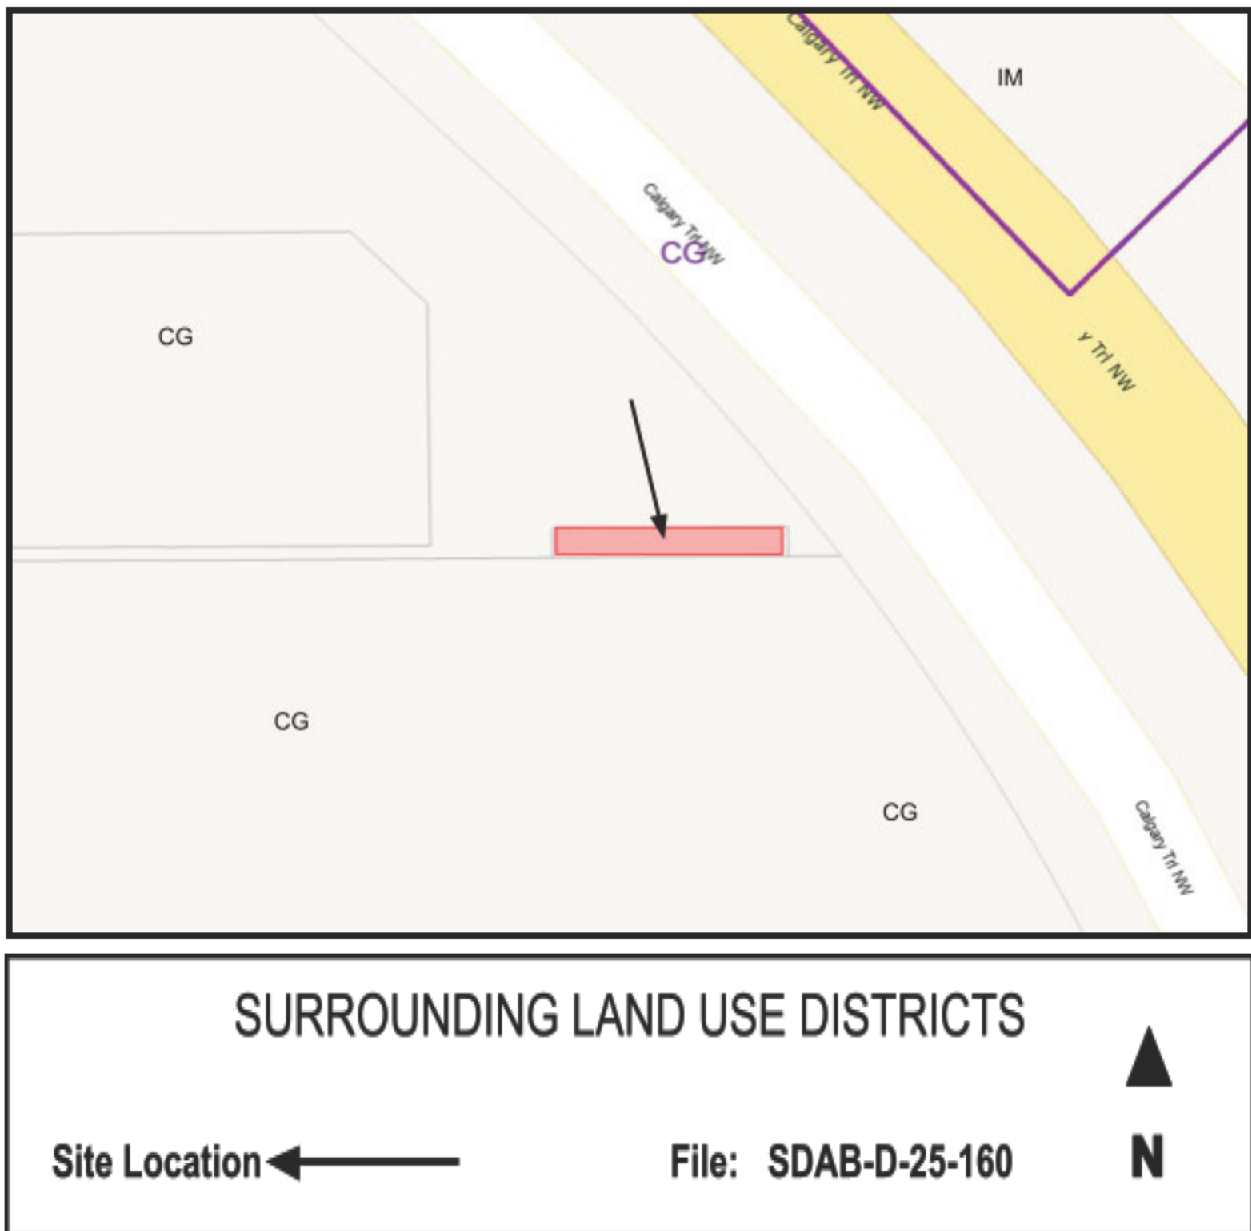 Calgary Trl NW
IM
Calgary Trl NW
CG
CG
y Trl NW
CG
CG
Calgary Trl NW
SURROUNDING LAND USE DISTRICTS
Site Location
File: SDAB-D-25-160
N